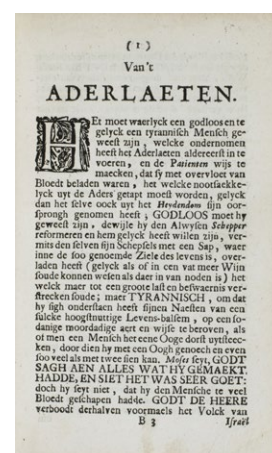 ( 1 )
Van't
ADERLAETEN.
HEt moet waerlyck een godloos en te
gelyck een tyrannisch Mensch ge-
weest zijn, welcke ondernomen
heeft het Aderlaeten aldereerst in te
voeren, en de Patienten wijs te
maecken, dat sy met overvloet van
Bloedt beladen waren, het welcke nootsaekke-
lyck uyt de Aders getapt moest worden, gelyck
dan het selve oock uyt het Heydendom sijn oor-
sprongh genomen heeft; GODLOOS moet hy
geweest zijn, dewijle hy den Alwysen Schepper
reformeren en hem gelyck heeft willen zijn, ver-
mits den selven sijn Schepsels met een Sap, waer
inne de soo genoemde Ziele des levens is, over-
laden heeft (gelyck als of in een vat meer Wijn
soude konnen wesen als daer in van noden is) het
welck maer tot een groote last en beswaernis ver-
strecken soude; maer TYRANNISCH, om dat
hy sigh onderstaen heeft sijnen Naesten van een
sulcke hoogstnuttige Levens-balsem, op een so-
danige moordadige aert en wijse te beroven, als
ot men een Mensch het eene Ooge dorst uytsteec-
ken, door dien hy met een Oogh genoech en even
soo veel als met twee sien kan. Moses seyt, GODT
SAGH AEN ALLES WAT HY GEMAEKT
HADDE, EN SIET HET WAS SEER GOET:
doch hy seyt niet, dat hy den Mensche te veel
Bloedt geschapen hadde. GODT DE HEERE
verboodt derhalven voormaels het Volck van
B 3 Israël